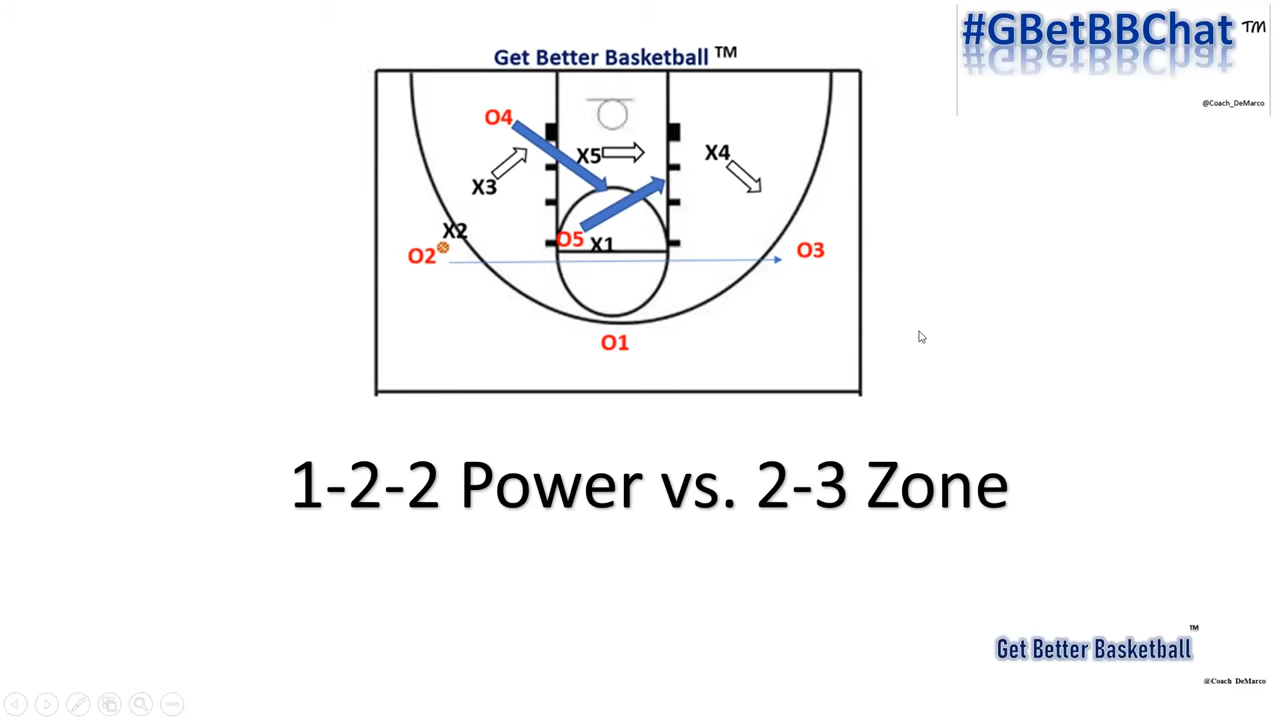 #GBetBBChat TM
Get Better Basketball TM
@Coach_DeMarco
O4
X5
X4
X3
X2
O5
X1
O2
O3
O1
1-2-2 Power vs. 2-3 Zone
TM
Get Better Basketball
@Coach DeMarco